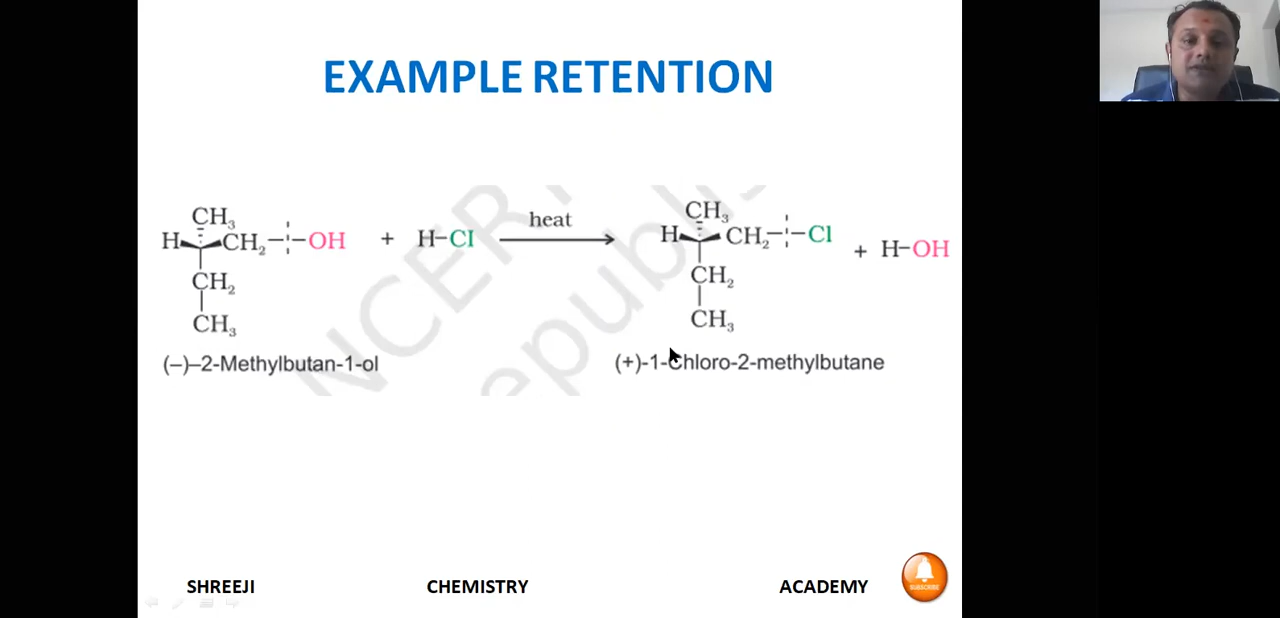 EXAMPLE RETENTION
CH₃
H CH₂–OH + H–Cl heat
CH₂
CH₃
(–)–2-Methylbutan-1-ol
CH₃
H CH₂–Cl + H–OH
CH₂
CH₃
(+)-1-Chloro-2-methylbutane
NCERT
republis
SHREEJI CHEMISTRY ACADEMY
SUBSCRIBE